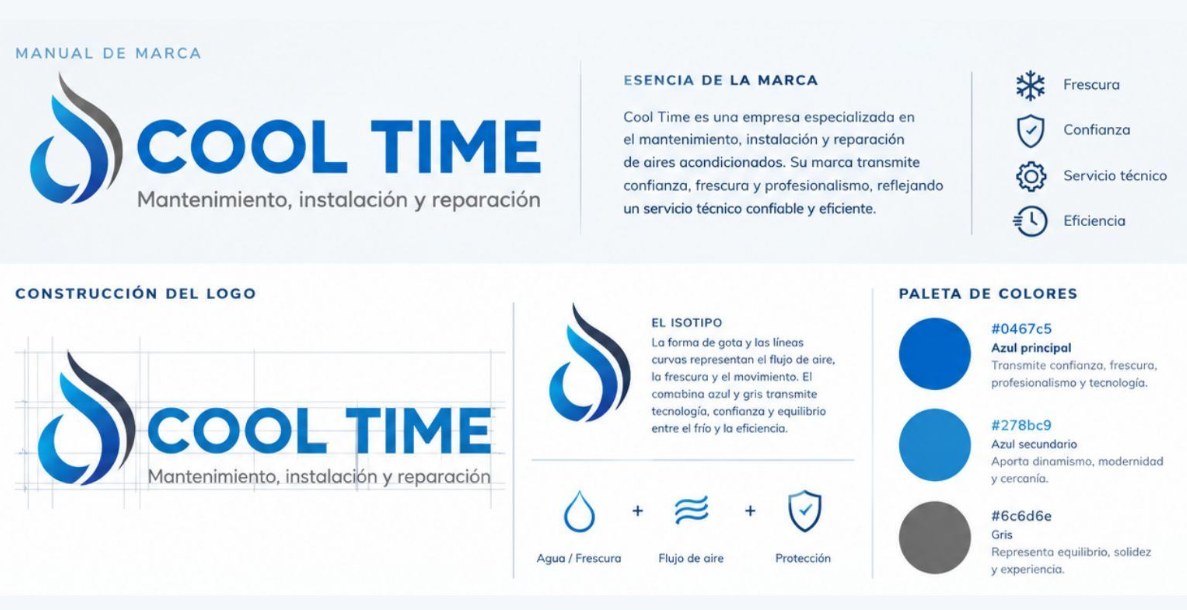 MANUAL DE MARCA
COOL TIME
Mantenimiento, instalación y reparación
ESENCIA DE LA MARCA
Cool Time es una empresa especializada en
el mantenimiento, instalación y reparación
de aires acondicionados. Su marca transmite
confianza, frescura y profesionalismo, reflejando
un servicio técnico confiable y eficiente.
Frescura
Confianza
Servicio técnico
Eficiencia
CONSTRUCCIÓN DEL LOGO
COOL TIME
Mantenimiento, instalación y reparación
EL ISOTIPO
La forma de gota y las líneas
curvas representan el flujo de aire,
la frescura y el movimiento. El
comabina azul y gris transmite
tecnología, confianza y equilibrio
entre el frío y la eficiencia.
+
+
Agua / Frescura
Flujo de aire
Protección
PALETA DE COLORES
#0467c5
Azul principal
Transmite confianza, frescura,
profesionalismo y tecnología.
#278bc9
Azul secundario
Aporta dinamismo, modernidad
y cercanía.
#6c6d6e
Gris
Representa equilibrio, solidez
y experiencia.